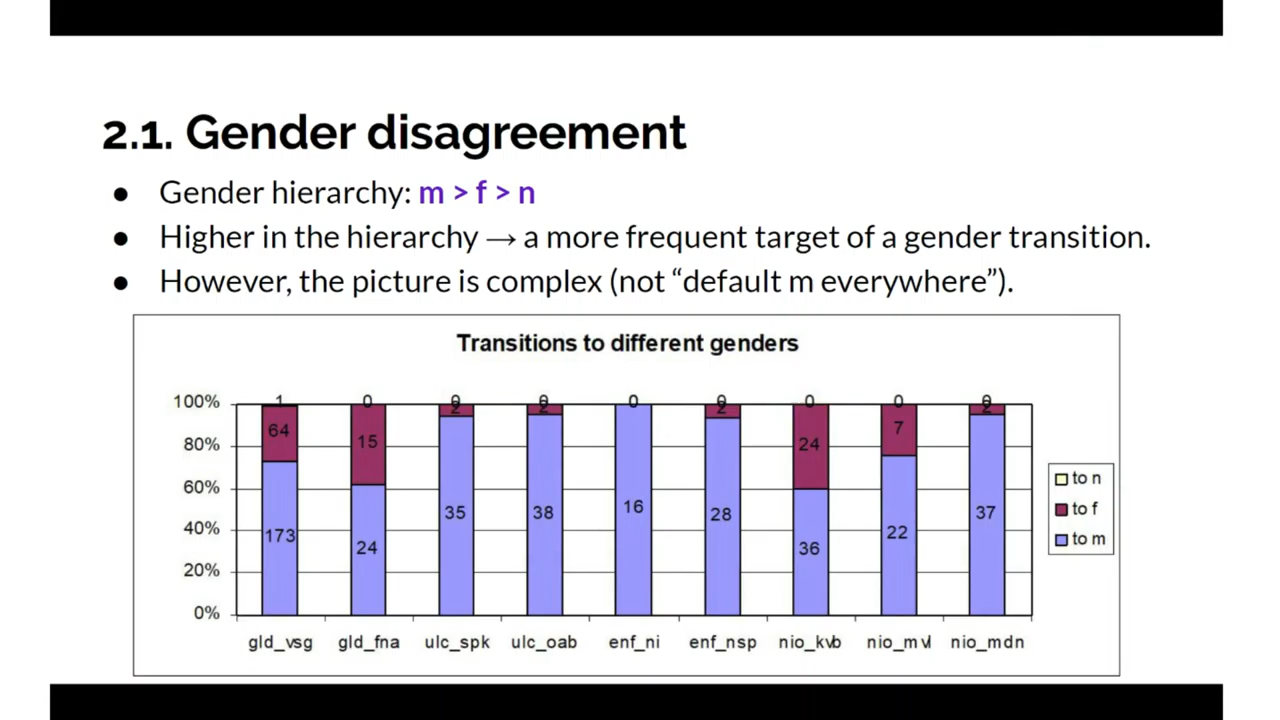 2.1. Gender disagreement
● Gender hierarchy: m > f > n
● Higher in the hierarchy → a more frequent target of a gender transition.
● However, the picture is complex (not “default m everywhere”).
Transitions to different genders
100%
80%
60%
40%
20%
0%
1 0 0 0 0 0 0 0 0
64 15 2 2 2 24 7 2
173 24 35 38 16 28 36 22 37
gld_vsg gld_fna ulc_spk ulc_oab enf_ni enf_nsp nio_kvb nio_mvl nio_mdn
to n
to f
to m